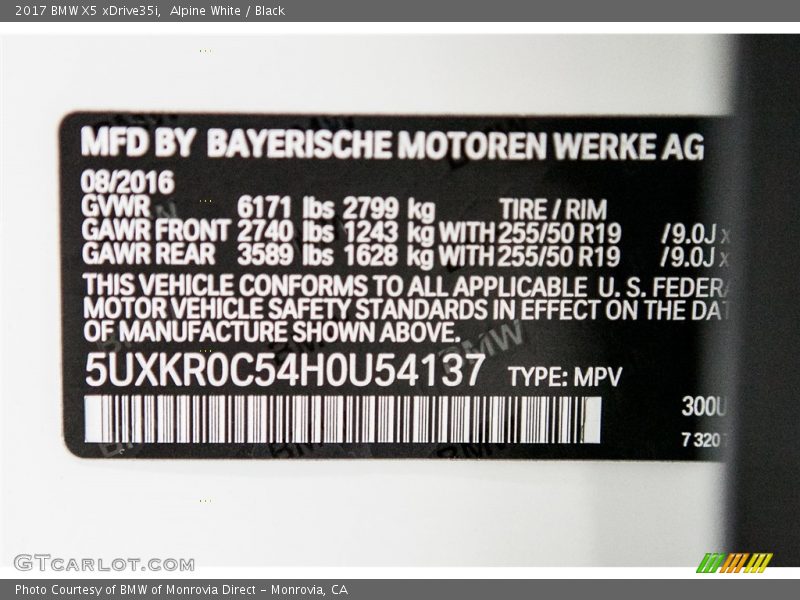 2017 BMW X5 xDrive35i,  Alpine White / Black
MFD BY BAYERISCHE MOTOREN WERKE AG
08/2016
GVWR 6171 lbs 2799 kg TIRE / RIM
GAWR FRONT 2740 lbs 1243 kg WITH 255/50 R19 /9.0J x
GAWR REAR 3589 lbs 1628 kg WITH 255/50 R19 /9.0J x
THIS VEHICLE CONFORMS TO ALL APPLICABLE U. S. FEDERA
MOTOR VEHICLE SAFETY STANDARDS IN EFFECT ON THE DAT
OF MANUFACTURE SHOWN ABOVE.
5UXKR0C54H0U54137 TYPE: MPV
300U
7 320
GTCARLOT.COM
Photo Courtesy of BMW of Monrovia Direct – Monrovia, CA